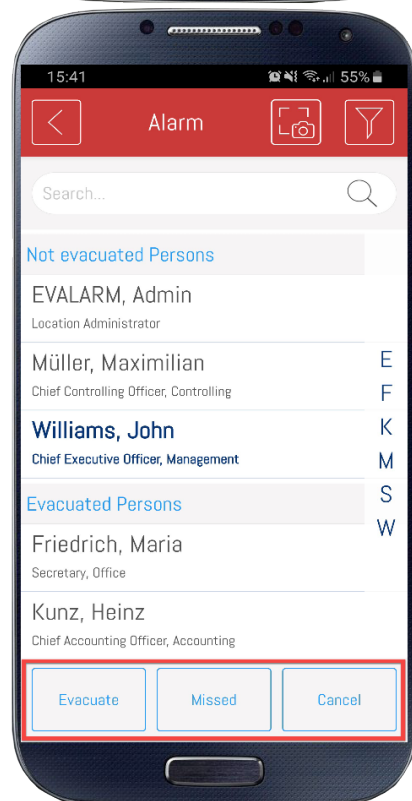 15:41 55%
Alarm
Search...
Not evacuated Persons
EVALARM, Admin
Location Administrator
Müller, Maximilian
Chief Controlling Officer, Controlling
Williams, John
Chief Executive Officer, Management
Evacuated Persons
Friedrich, Maria
Secretary, Office
Kunz, Heinz
Chief Accounting Officer, Accounting
E
F
K
M
S
W
Evacuate Missed Cancel